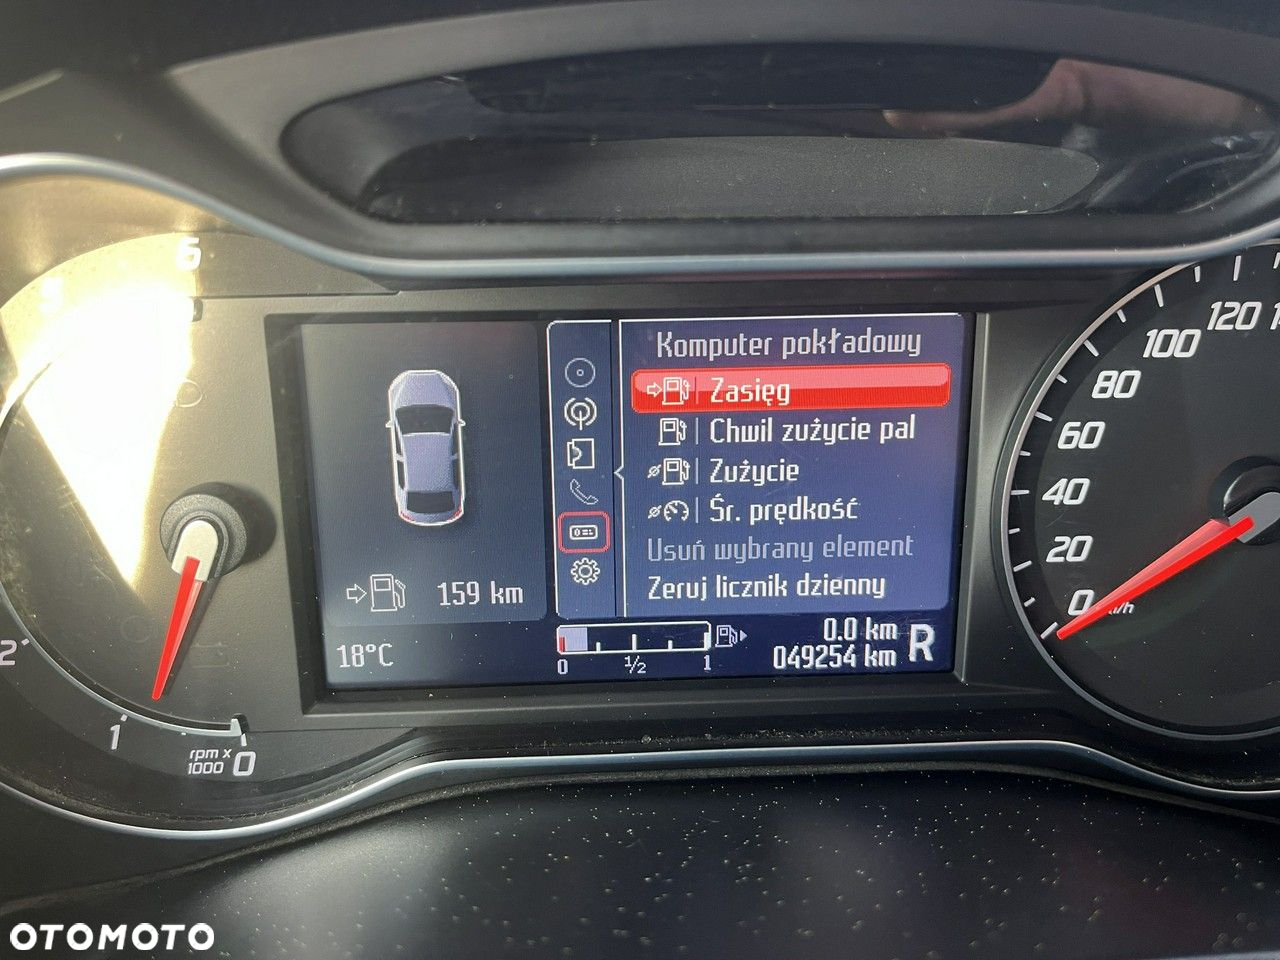 6
5
2
1
rpm x
1000
0
159 km
18°C
Komputer pokładowy
Zasięg
Chwil zużycie pal
Zużycie
Śr. prędkość
Usuń wybrany element
Zeruj licznik dzienny
0 1/2 1
0.0 km
049254 km
R
120
100
80
60
40
20
0
km/h
OTOMOTO